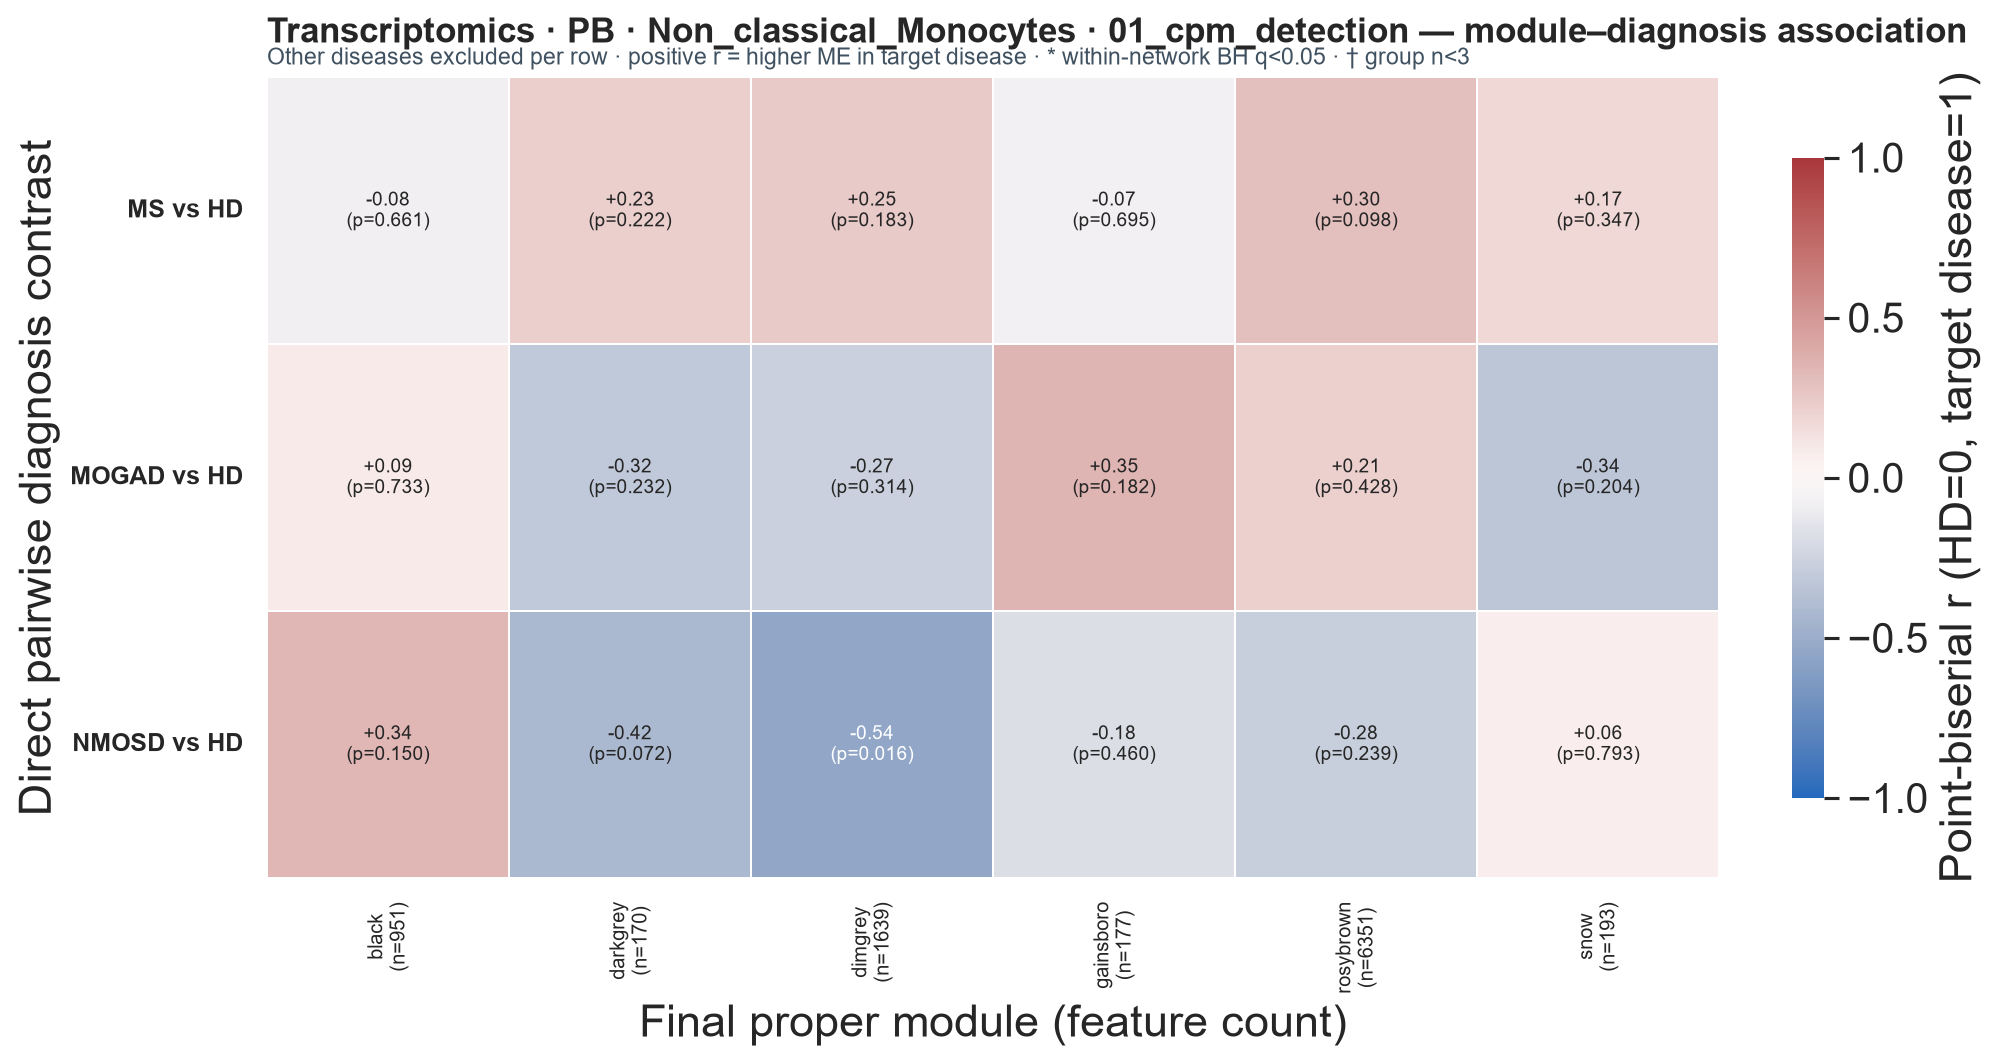 Transcriptomics · PB · Non_classical_Monocytes · 01_cpm_detection — module–diagnosis association
Other diseases excluded per row · positive r = higher ME in target disease · * within-network BH q<0.05 · † group n<3
Direct pairwise diagnosis contrast
MS vs HD
-0.08
(p=0.661)
+0.23
(p=0.222)
+0.25
(p=0.183)
-0.07
(p=0.695)
+0.30
(p=0.098)
+0.17
(p=0.347)
MOGAD vs HD
+0.09
(p=0.733)
-0.32
(p=0.232)
-0.27
(p=0.314)
+0.35
(p=0.182)
+0.21
(p=0.428)
-0.34
(p=0.204)
NMOSD vs HD
+0.34
(p=0.150)
-0.42
(p=0.072)
-0.54
(p=0.016)
-0.18
(p=0.460)
-0.28
(p=0.239)
+0.06
(p=0.793)
black
(n=951)
darkgrey
(n=170)
dimgrey
(n=1639)
gainsboro
(n=177)
rosybrown
(n=6351)
snow
(n=193)
Final proper module (feature count)
1.0
0.5
0.0
−0.5
−1.0
Point-biserial r (HD=0, target disease=1)